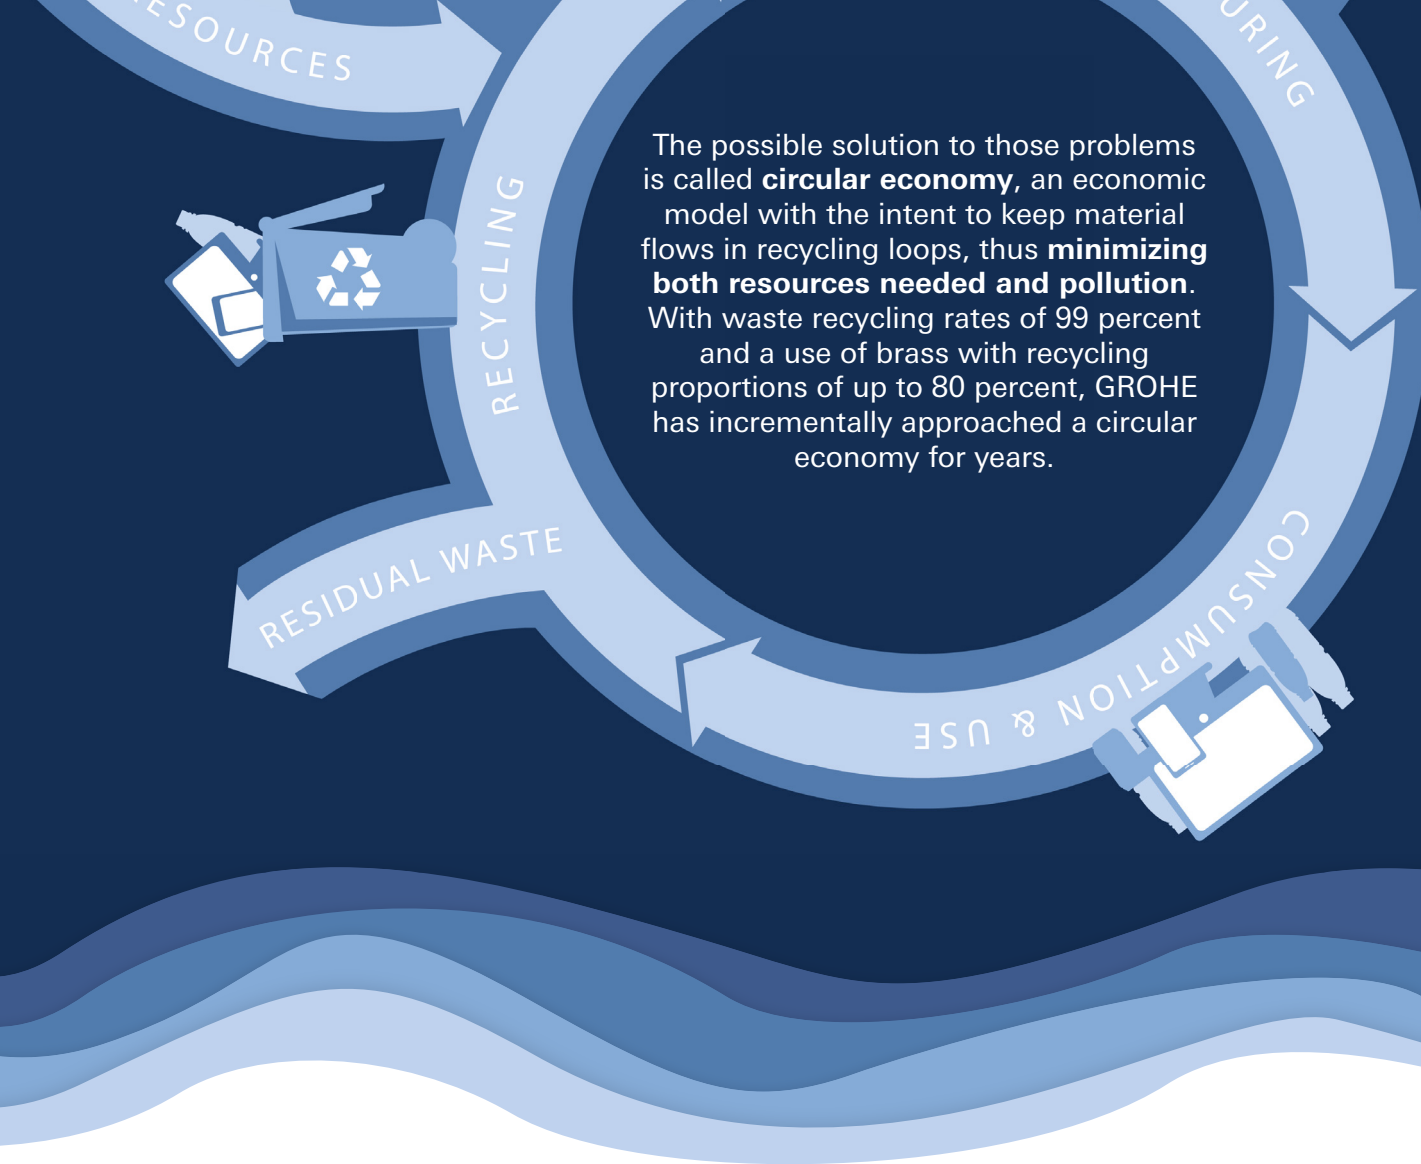 RESOURCES
URING
The possible solution to those problems
is called circular economy, an economic
model with the intent to keep material
flows in recycling loops, thus minimizing
both resources needed and pollution.
With waste recycling rates of 99 percent
and a use of brass with recycling
proportions of up to 80 percent, GROHE
has incrementally approached a circular
economy for years.
RECYCLING
RESIDUAL WASTE
CONSUMPTION & USE